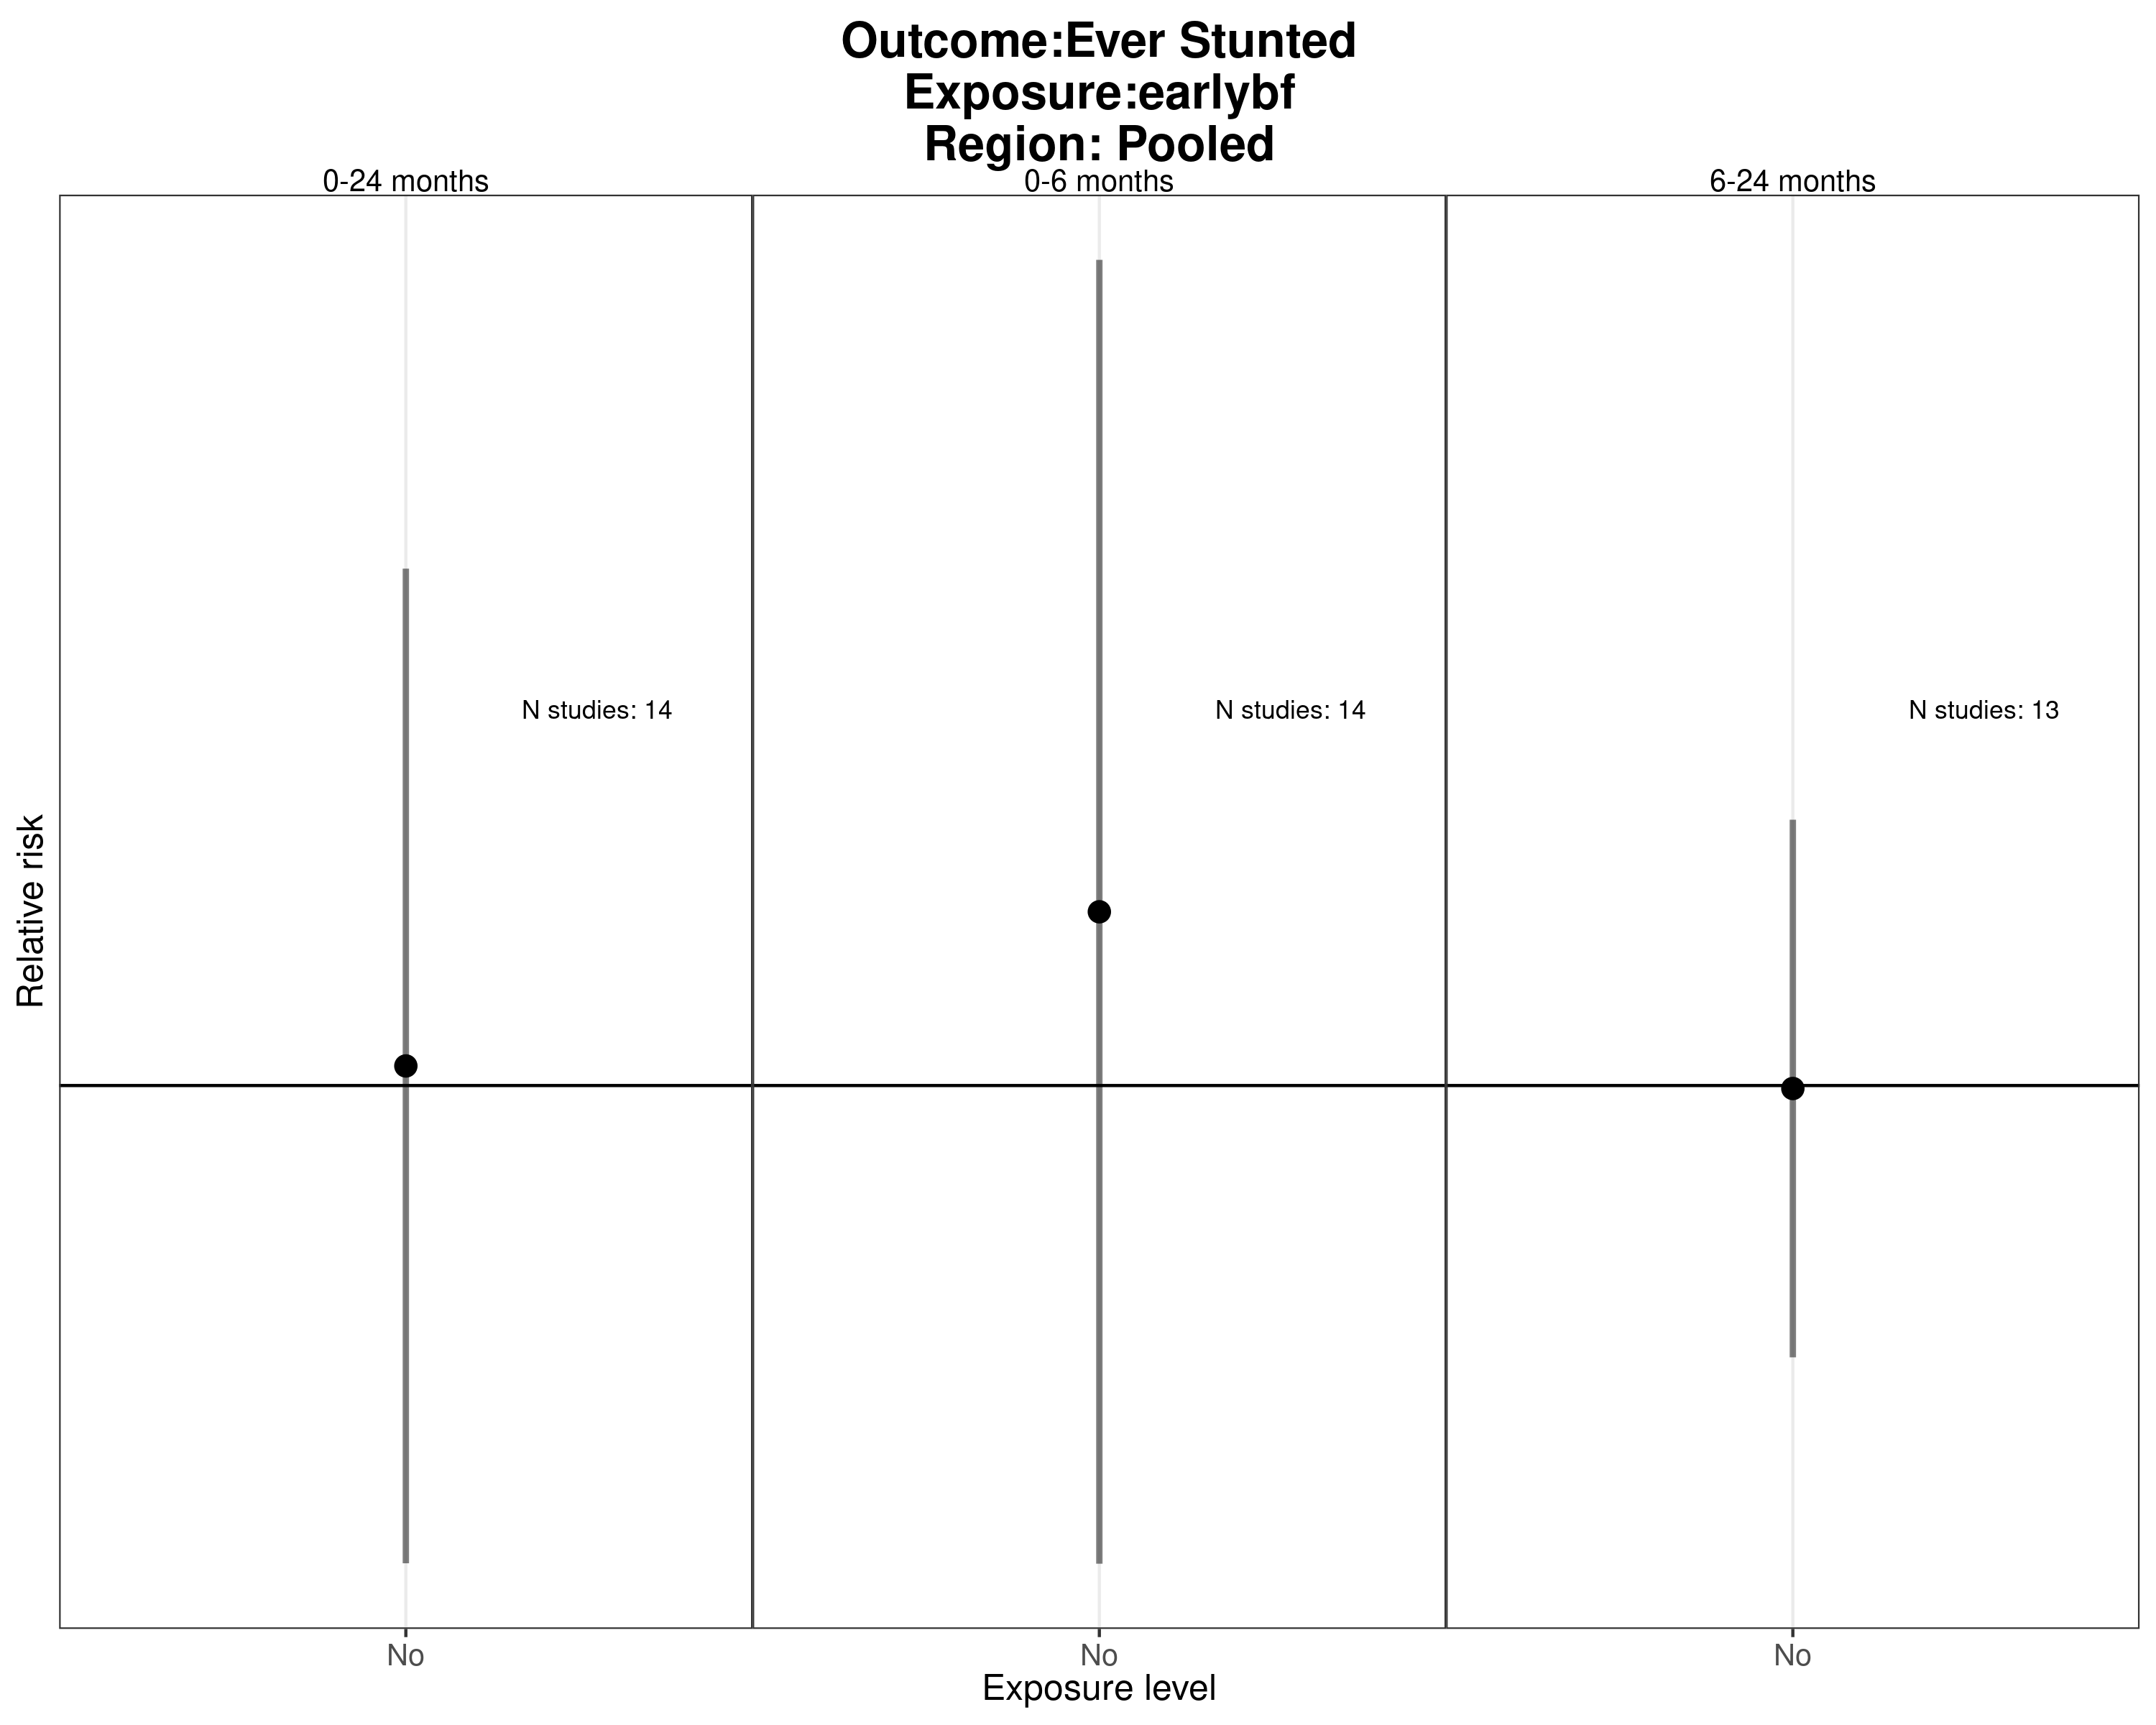 Outcome:Ever Stunted
Exposure:earlybf
Region: Pooled
0-24 months
0-6 months
6-24 months
N studies: 14
N studies: 14
N studies: 13
Relative risk
No
No
No
Exposure level